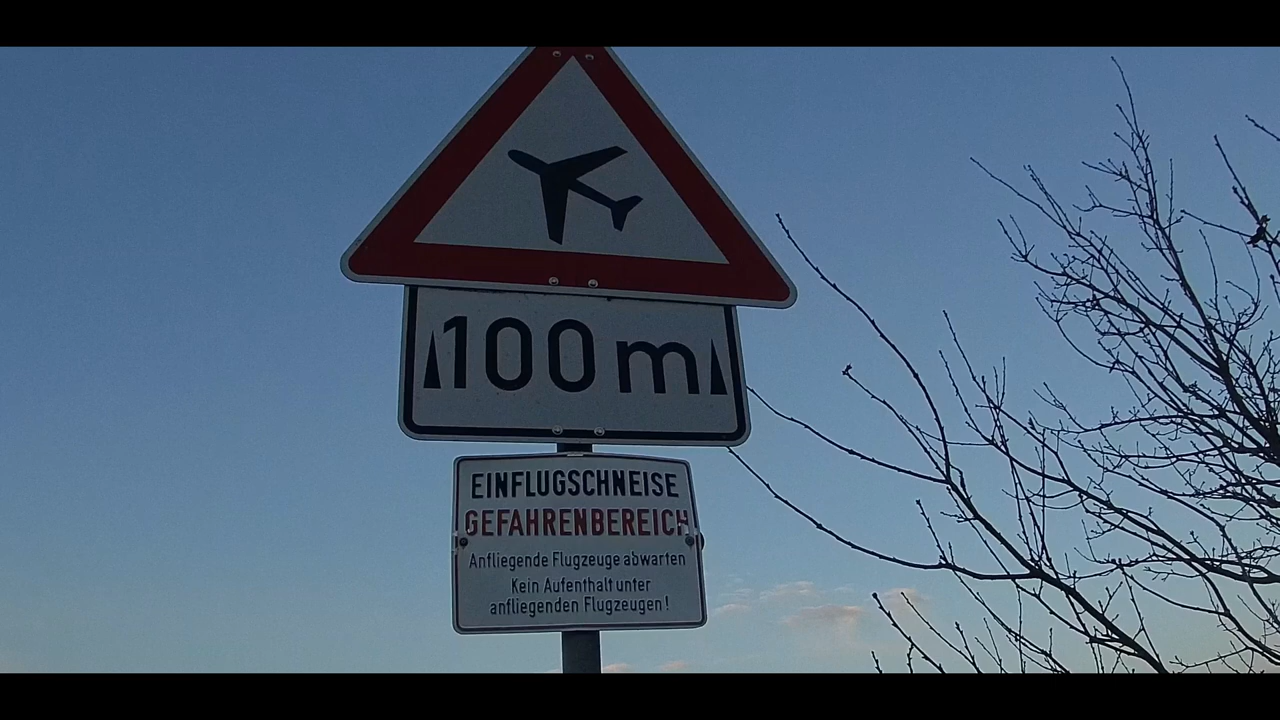 100 m
EINFLUGSCHNEISE
GEFAHRENBEREICH
Anfliegende Flugzeuge abwarten
Kein Aufenthalt unter
anfliegenden Flugzeugen!